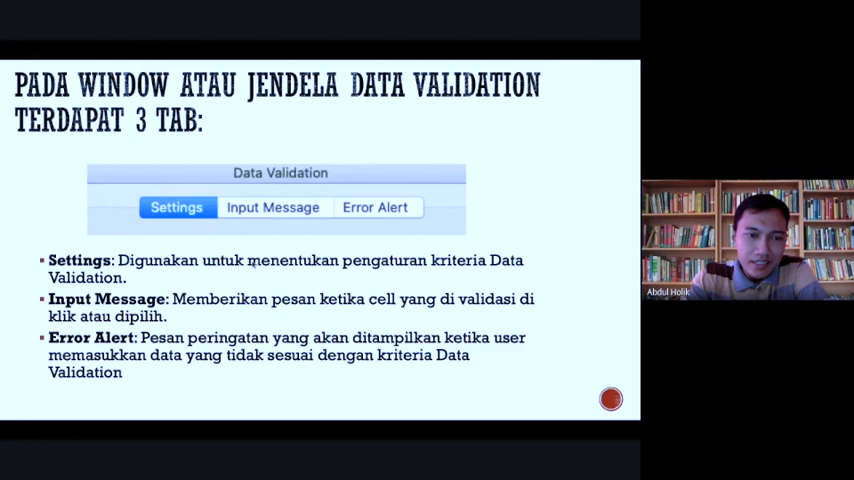 PADA WINDOW ATAU JENDELA DATA VALIDATION
TERDAPAT 3 TAB:
Data Validation
Settings Input Message Error Alert
▪ Settings: Digunakan untuk menentukan pengaturan kriteria Data
Validation.
▪ Input Message: Memberikan pesan ketika cell yang di validasi di
klik atau dipilih.
▪ Error Alert: Pesan peringatan yang akan ditampilkan ketika user
memasukkan data yang tidak sesuai dengan kriteria Data
Validation
Abdul Holik